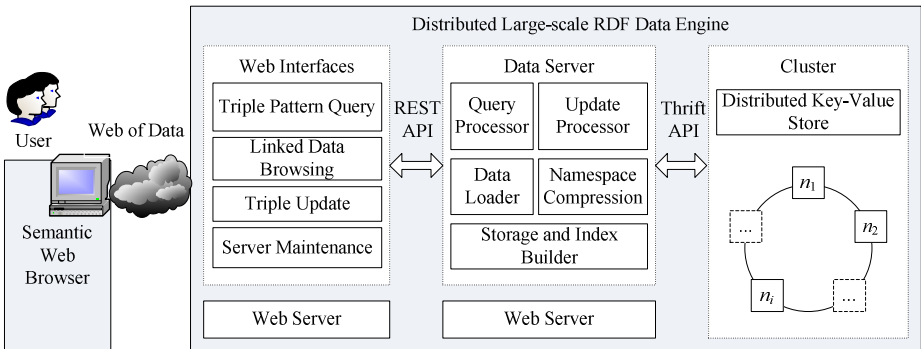 Distributed Large-scale RDF Data Engine
User
Web of Data
Semantic
Web
Browser
Web Interfaces
Triple Pattern Query
Linked Data
Browsing
Triple Update
Server Maintenance
Web Server
REST
API
Data Server
Query
Processor
Update
Processor
Data
Loader
Namespace
Compression
Storage and Index
Builder
Web Server
Thrift
API
Cluster
Distributed Key-Value
Store
n1
...
n2
ni
...